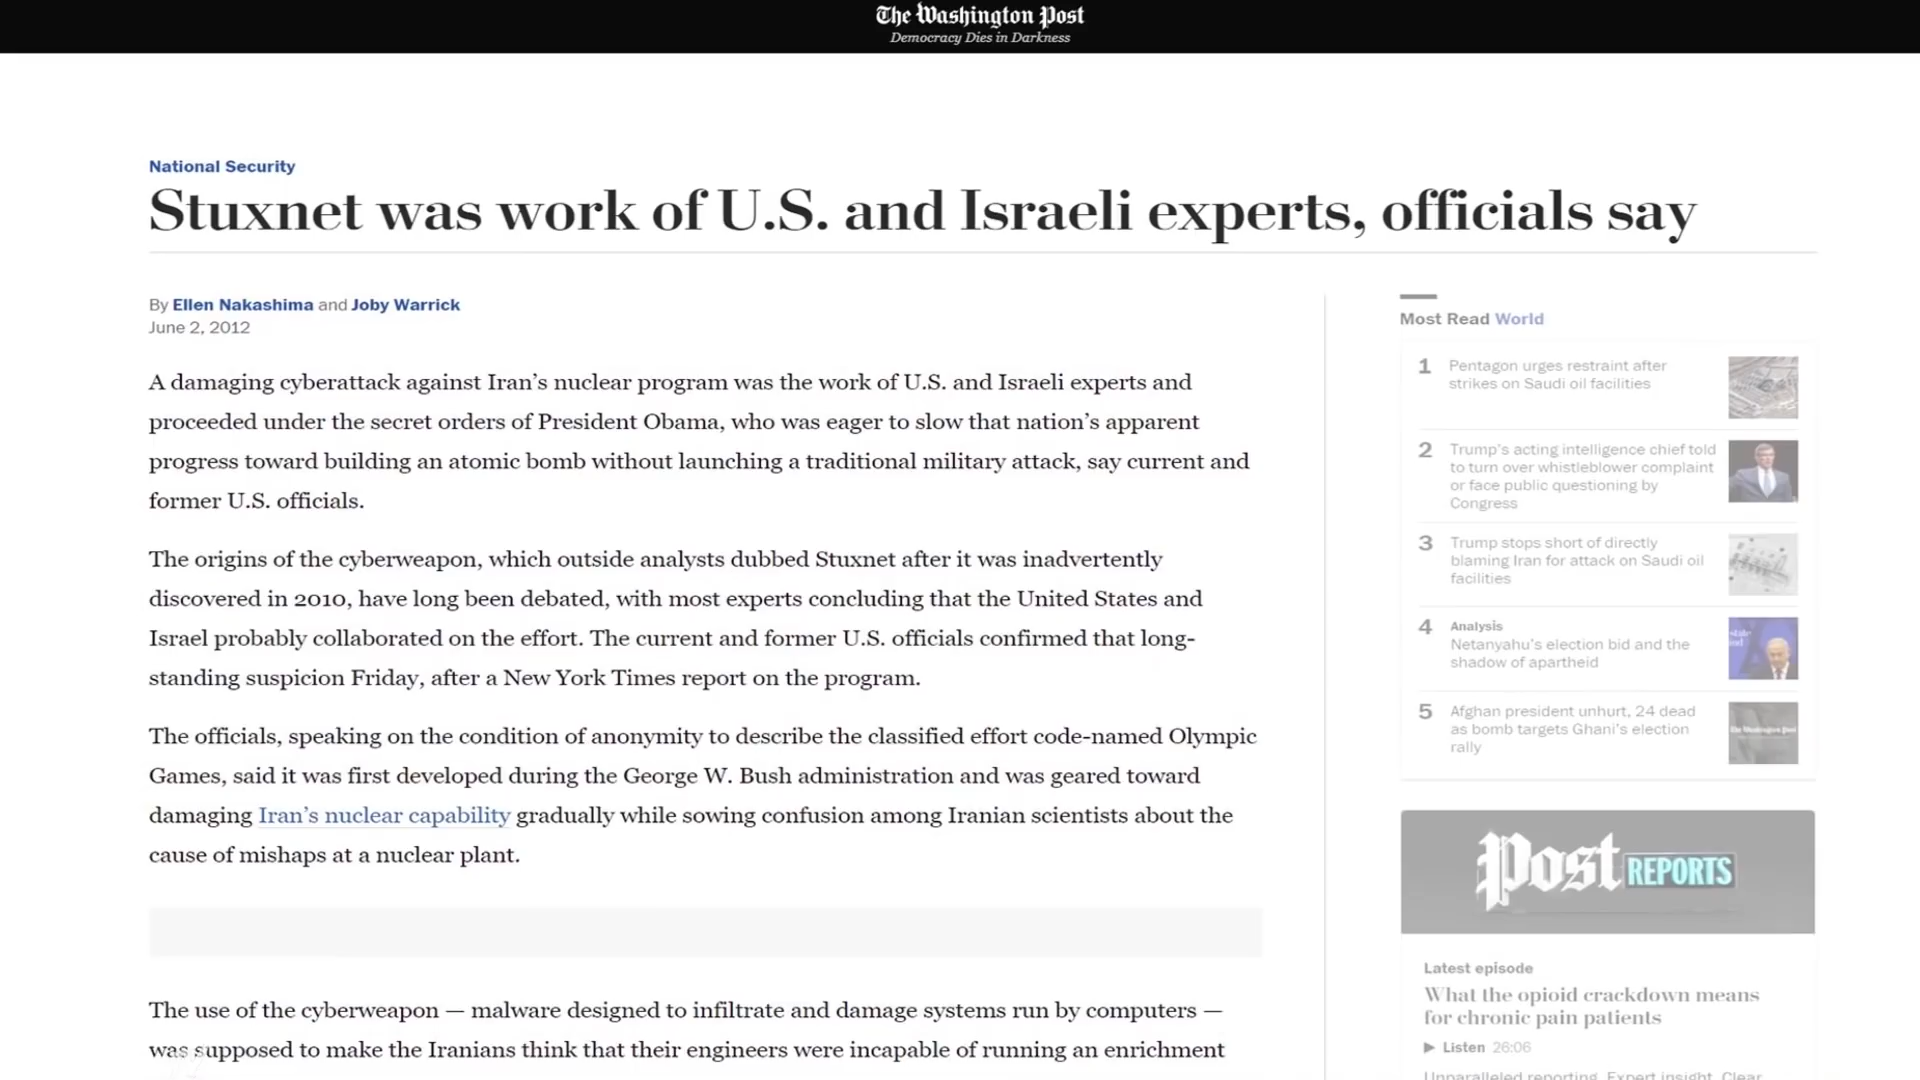 The Washington Post
Democracy Dies in Darkness
National Security
Stuxnet was work of U.S. and Israeli experts, officials say
By Ellen Nakashima and Joby Warrick
June 2, 2012
A damaging cyberattack against Iran’s nuclear program was the work of U.S. and Israeli experts and
proceeded under the secret orders of President Obama, who was eager to slow that nation’s apparent
progress toward building an atomic bomb without launching a traditional military attack, say current and
former U.S. officials.
The origins of the cyberweapon, which outside analysts dubbed Stuxnet after it was inadvertently
discovered in 2010, have long been debated, with most experts concluding that the United States and
Israel probably collaborated on the effort. The current and former U.S. officials confirmed that long-
standing suspicion Friday, after a New York Times report on the program.
The officials, speaking on the condition of anonymity to describe the classified effort code-named Olympic
Games, said it was first developed during the George W. Bush administration and was geared toward
damaging Iran’s nuclear capability gradually while sowing confusion among Iranian scientists about the
cause of mishaps at a nuclear plant.
The use of the cyberweapon — malware designed to infiltrate and damage systems run by computers —
was supposed to make the Iranians think that their engineers were incapable of running an enrichment
Most Read World
1 Pentagon urges restraint after
strikes on Saudi oil facilities
2 Trump’s acting intelligence chief told
to turn over whistleblower complaint
or face public questioning by
Congress
3 Trump stops short of directly
blaming Iran for attack on Saudi oil
facilities
4 Analysis
Netanyahu’s election bid and the
shadow of apartheid
5 Afghan president unhurt, 24 dead
as bomb targets Ghani’s election
rally
The Washington Post
Post REPORTS
Latest episode
What the opioid crackdown means
for chronic pain patients
Listen 26:06
Unparalleled reporting. Expert insight. Clear